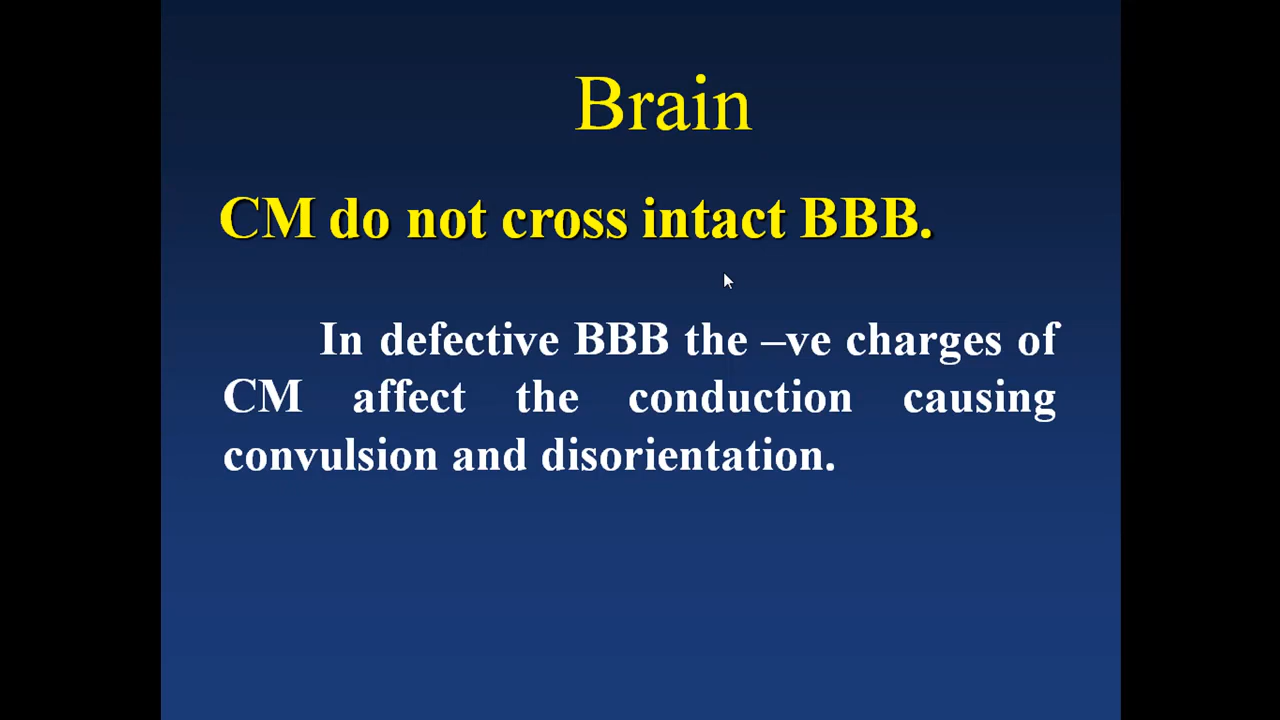 Brain
CM do not cross intact BBB.
In defective BBB the –ve charges of
CM affect the conduction causing
convulsion and disorientation.